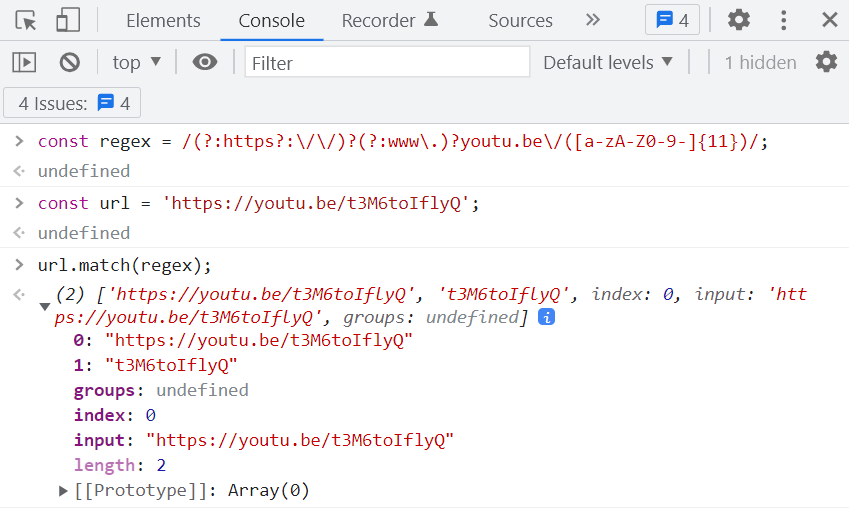 Elements Console Recorder Sources 4
top Filter Default levels 1 hidden
4 Issues: 4
const regex = /(?:https?:\/\/)?(?:www\.)?youtu.be\/([a-zA-Z0-9-]{11})/;
undefined
const url = 'https://youtu.be/t3M6toIflyQ';
undefined
url.match(regex);
(2) ['https://youtu.be/t3M6toIflyQ', 't3M6toIflyQ', index: 0, input: 'htt
ps://youtu.be/t3M6toIflyQ', groups: undefined] i
0: "https://youtu.be/t3M6toIflyQ"
1: "t3M6toIflyQ"
groups: undefined
index: 0
input: "https://youtu.be/t3M6toIflyQ"
length: 2
[[Prototype]]: Array(0)